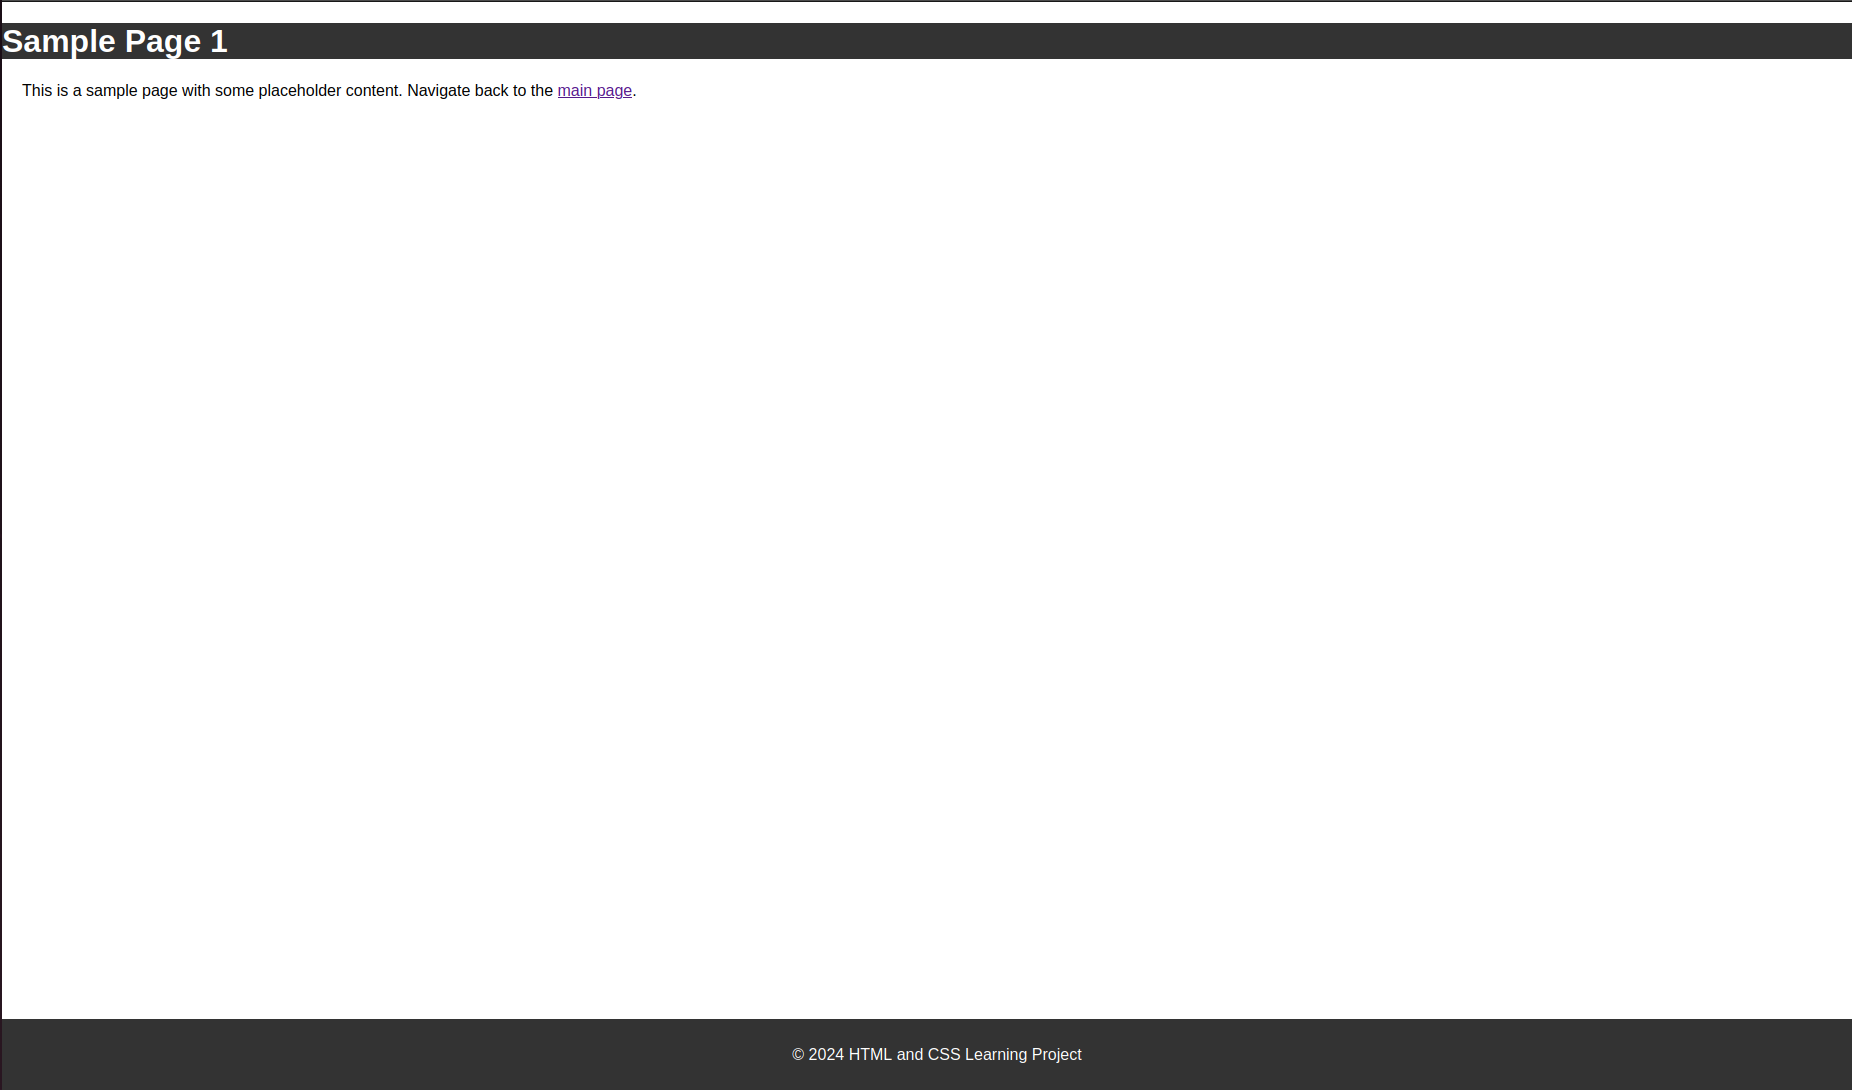 Sample Page 1
This is a sample page with some placeholder content. Navigate back to the main page.
© 2024 HTML and CSS Learning Project